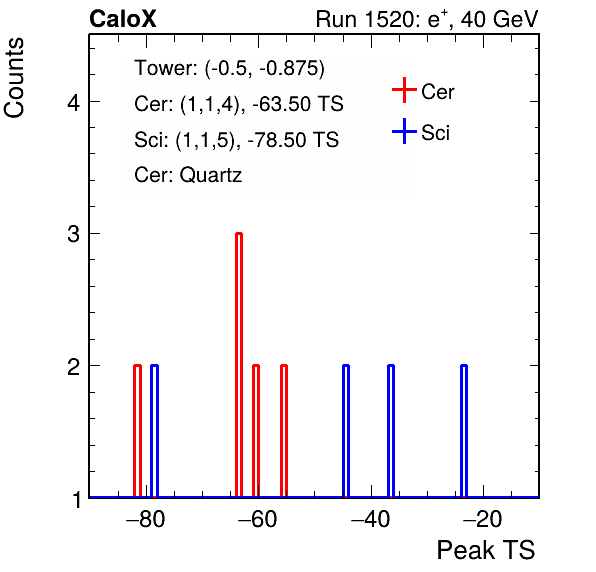 CaloX Run 1520: e⁺, 40 GeV
Counts
Tower: (-0.5, -0.875)
Cer: (1,1,4), -63.50 TS
Sci: (1,1,5), -78.50 TS
Cer: Quartz
Cer
Sci
4
3
2
1
−80 −60 −40 −20
Peak TS